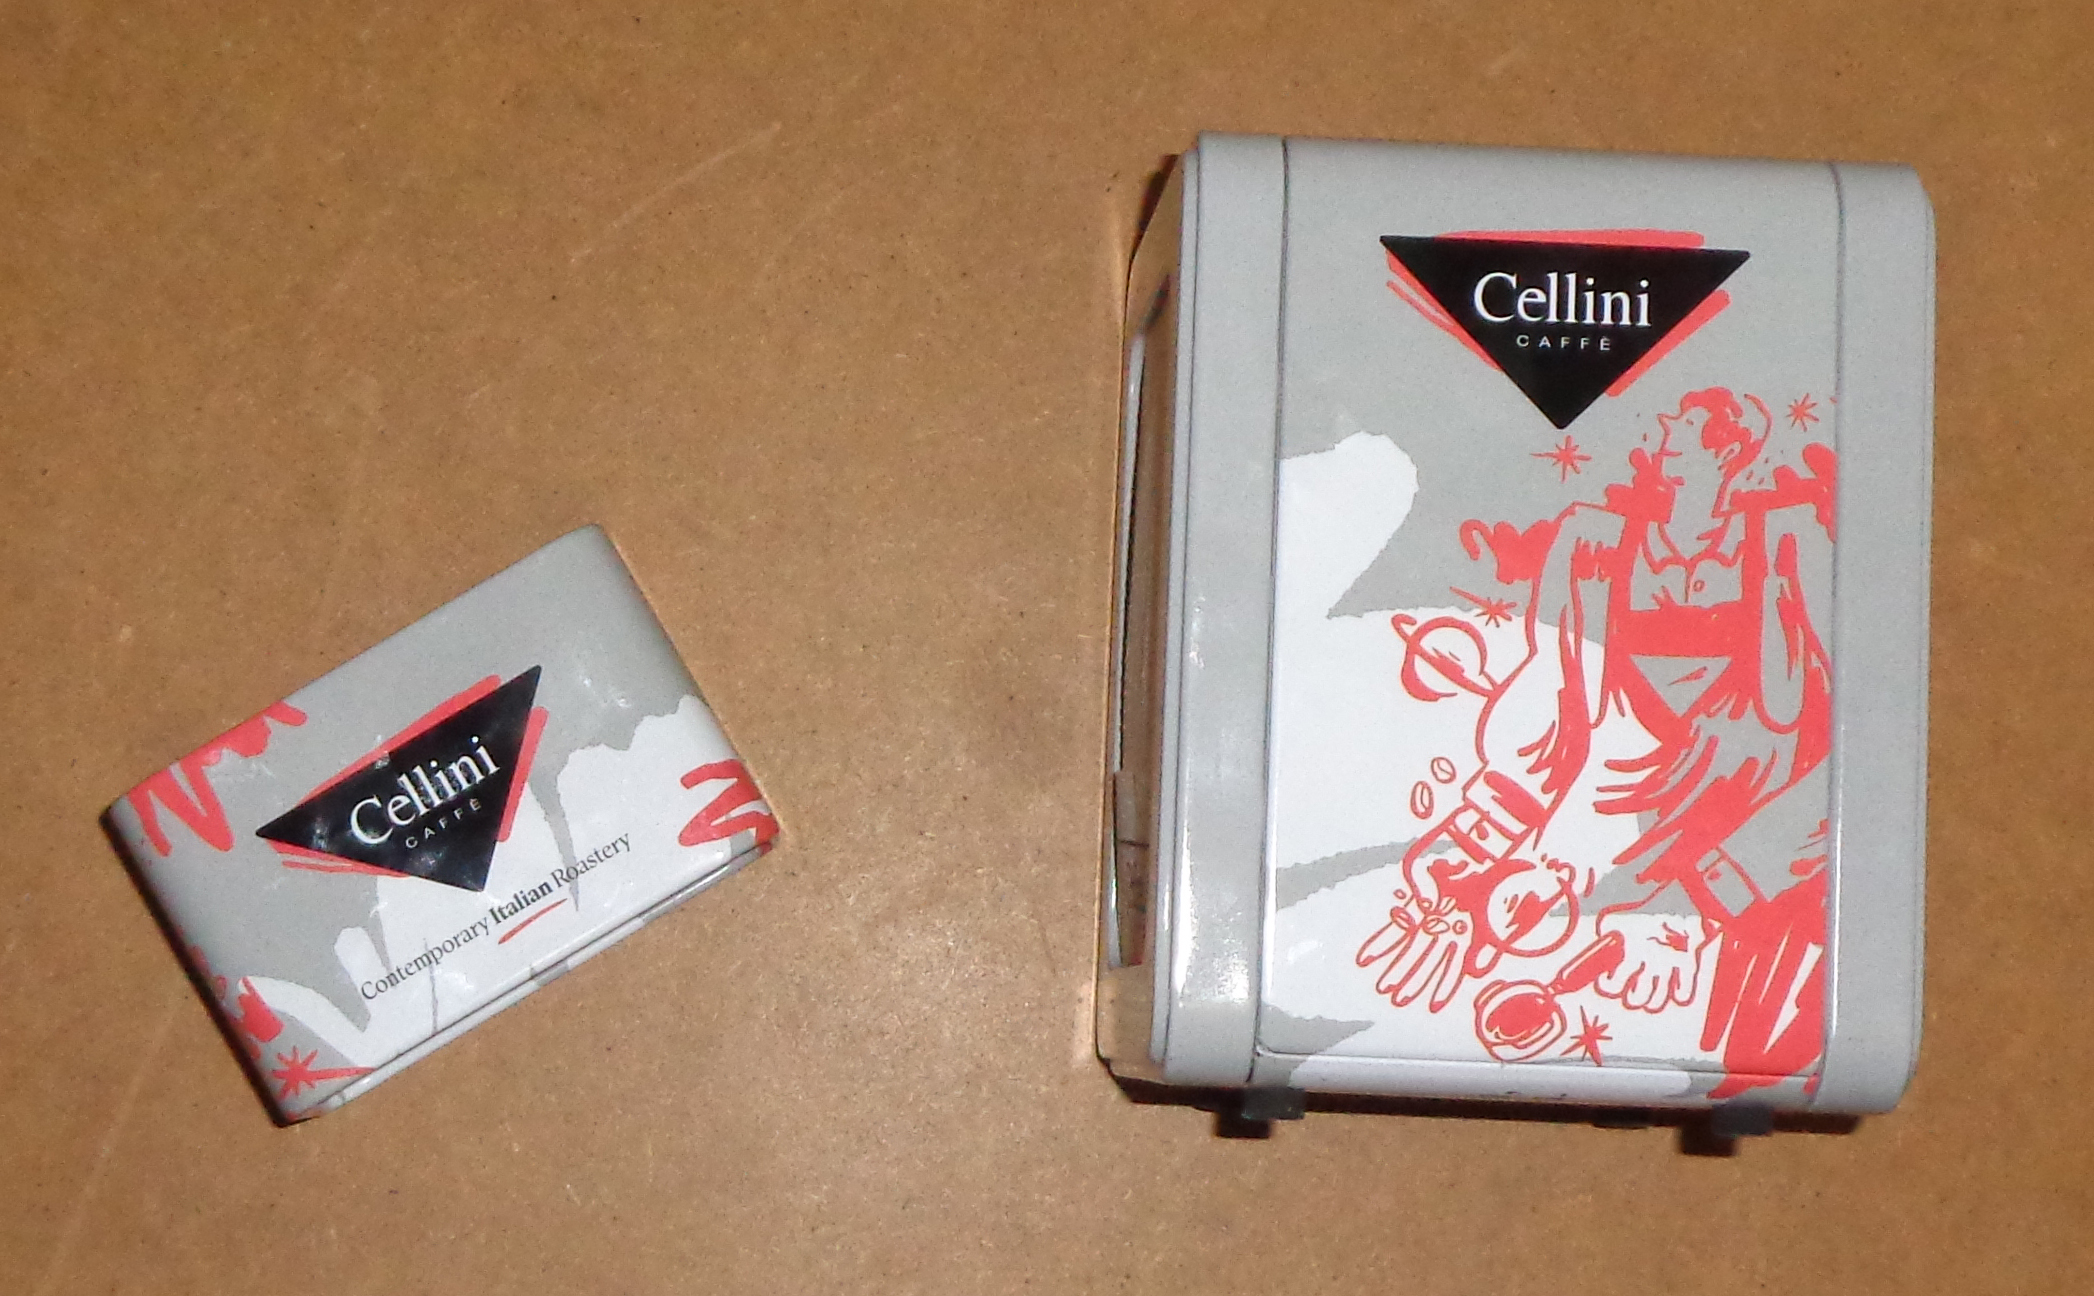 Cellini
CAFFÈ
Contemporary Italian Roastery
Cellini
CAFFÈ